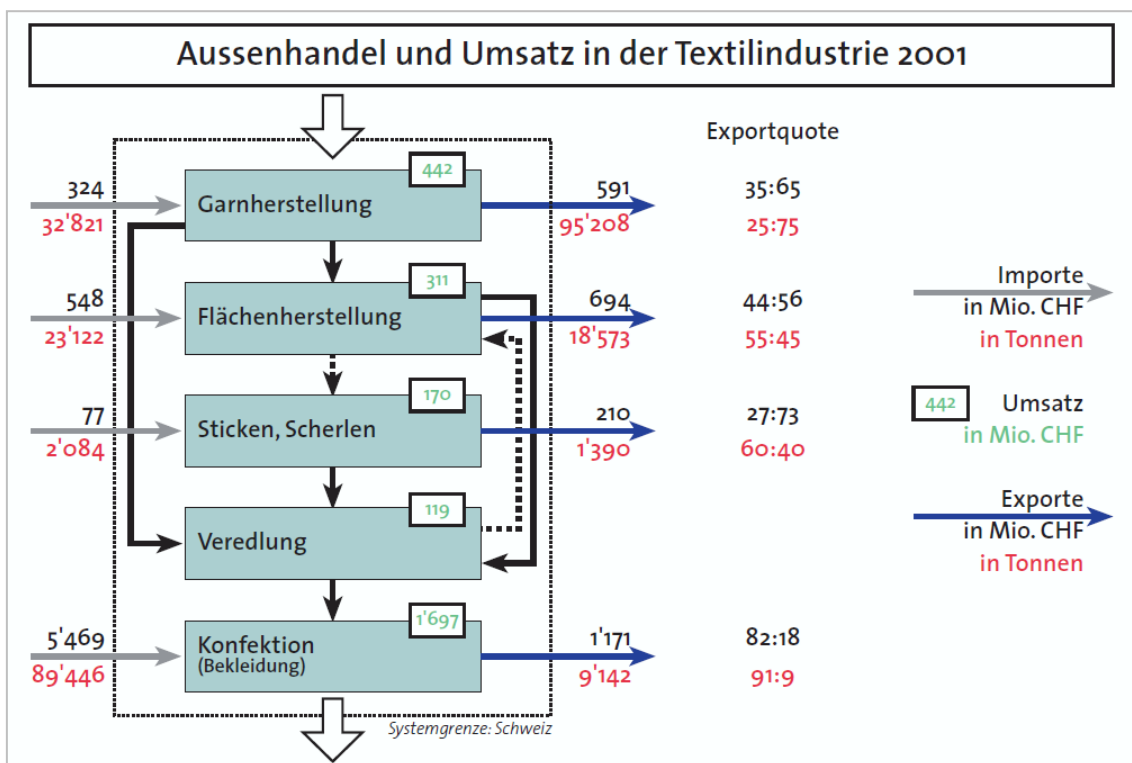 Aussenhandel und Umsatz in der Textilindustrie 2001
Exportquote
442
324
32'821
Garnherstellung
591
95'208
35:65
25:75
311
548
23'122
Flächenherstellung
694
18'573
44:56
55:45
Importe
in Mio. CHF
in Tonnen
170
77
2'084
Sticken, Scherlen
210
1'390
27:73
60:40
442 Umsatz
in Mio. CHF
119
Veredlung
Exporte
in Mio. CHF
in Tonnen
1'697
5'469
89'446
Konfektion
(Bekleidung)
1'171
9'142
82:18
91:9
Systemgrenze: Schweiz